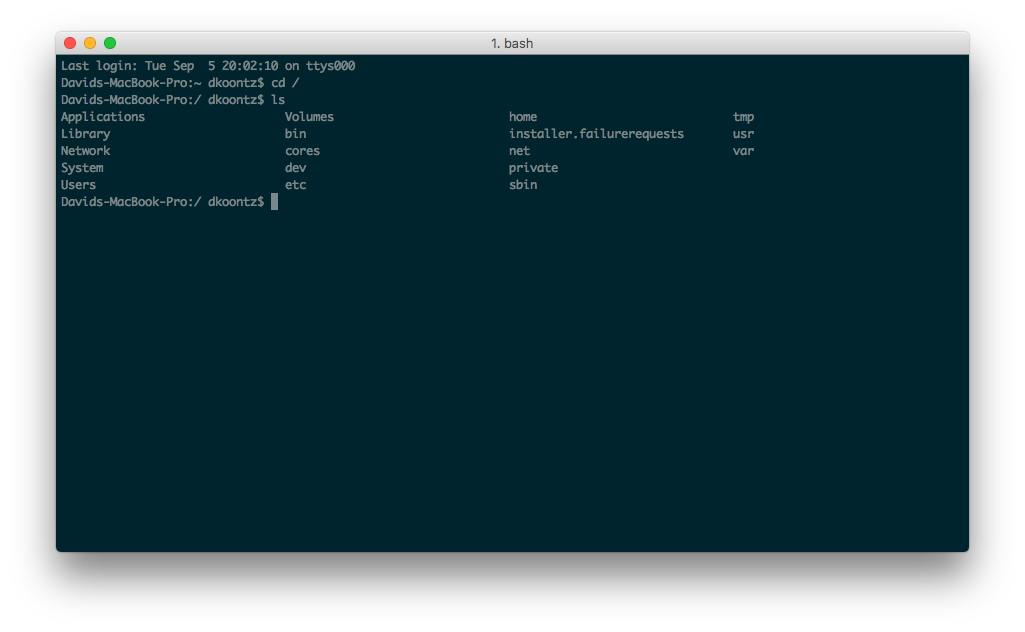 1. bash
Last login: Tue Sep  5 20:02:10 on ttys000
Davids-MacBook-Pro:~ dkoontz$ cd /
Davids-MacBook-Pro:/ dkoontz$ ls
Applications                    Volumes                         home                            tmp
Library                         bin                             installer.failurerequests       usr
Network                         cores                           net                             var
System                          dev                             private
Users                           etc                             sbin
Davids-MacBook-Pro:/ dkoontz$